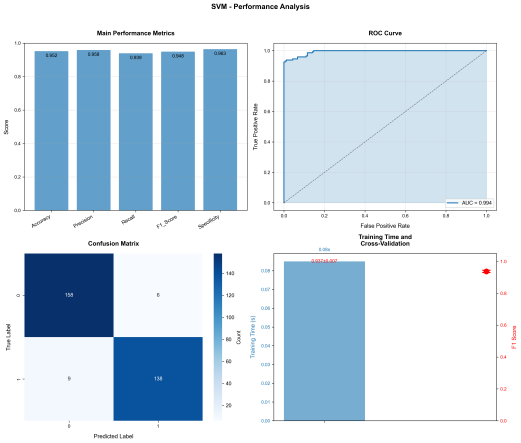 SVM - Performance Analysis
Main Performance Metrics
Score
1.0
0.8
0.6
0.4
0.2
0.0
0.952
0.958
0.939
0.948
0.963
Accuracy
Precision
Recall
F1_Score
Specificity
ROC Curve
True Positive Rate
1.0
0.8
0.6
0.4
0.2
0.0
AUC = 0.994
0.0
0.2
0.4
0.6
0.8
1.0
False Positive Rate
Confusion Matrix
True Label
0
1
158
6
9
138
0
1
Predicted Label
140
120
100
80
60
40
20
Count
Training Time and
Cross-Validation
Training Time (s)
0.08
0.07
0.06
0.05
0.04
0.03
0.02
0.01
0.00
0.937±0.007
1.0
0.8
0.6
0.4
0.2
0.0
F1 Score